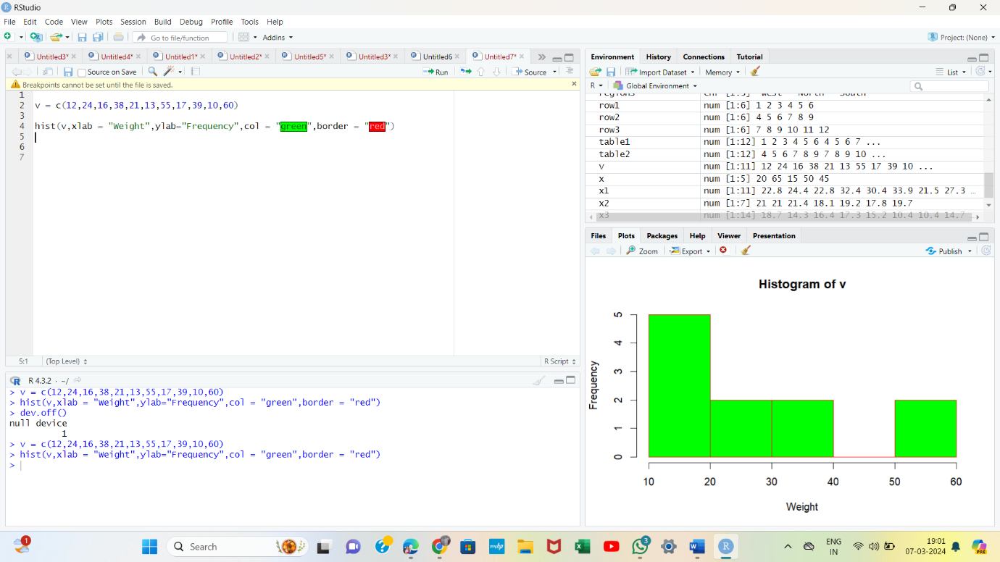 RStudio
File Edit Code View Plots Session Build Debug Profile Tools Help
Go to file/function Addins Project: (None)
Untitled3* Untitled4* Untitled1* Untitled2* Untitled5* Untitled3* Untitled6 Untitled7*
Source on Save Run Source
Breakpoints cannot be set until the file is saved.
1
2 v = c(12,24,16,38,21,13,55,17,39,10,60)
3
4 hist(v,xlab = "Weight",ylab="Frequency",col = "green",border = "red")
5
6
7
5:1 (Top Level) R Script
R 4.3.2 · ~/
> v = c(12,24,16,38,21,13,55,17,39,10,60)
> hist(v,xlab = "Weight",ylab="Frequency",col = "green",border = "red")
> dev.off()
null device
1
> v = c(12,24,16,38,21,13,55,17,39,10,60)
> hist(v,xlab = "Weight",ylab="Frequency",col = "green",border = "red")
>
Environment History Connections Tutorial
Import Dataset Memory List
R Global Environment
regions chr [1:3] "West" "North" "South"
row1 num [1:6] 1 2 3 4 5 6
row2 num [1:6] 4 5 6 7 8 9
row3 num [1:6] 7 8 9 10 11 12
table1 num [1:12] 1 2 3 4 5 6 4 5 6 7 ...
table2 num [1:12] 4 5 6 7 8 9 7 8 9 10 ...
v num [1:11] 12 24 16 38 21 13 55 17 39 10 ...
x num [1:5] 20 65 15 50 45
x1 num [1:11] 22.8 24.4 22.8 32.4 30.4 33.9 21.5 27.3 ...
x2 num [1:7] 21 21 21.4 18.1 19.2 17.8 19.7
x3 num [1:14] 18.7 14.3 16.4 17.3 15.2 10.4 10.4 14.7
Files Plots Packages Help Viewer Presentation
Zoom Export Publish
Histogram of v
Frequency
5
4
3
2
1
0
10 20 30 40 50 60
Weight
1 Search myhp 3 W R ENG 19:01
IN 07-03-2024 PRE